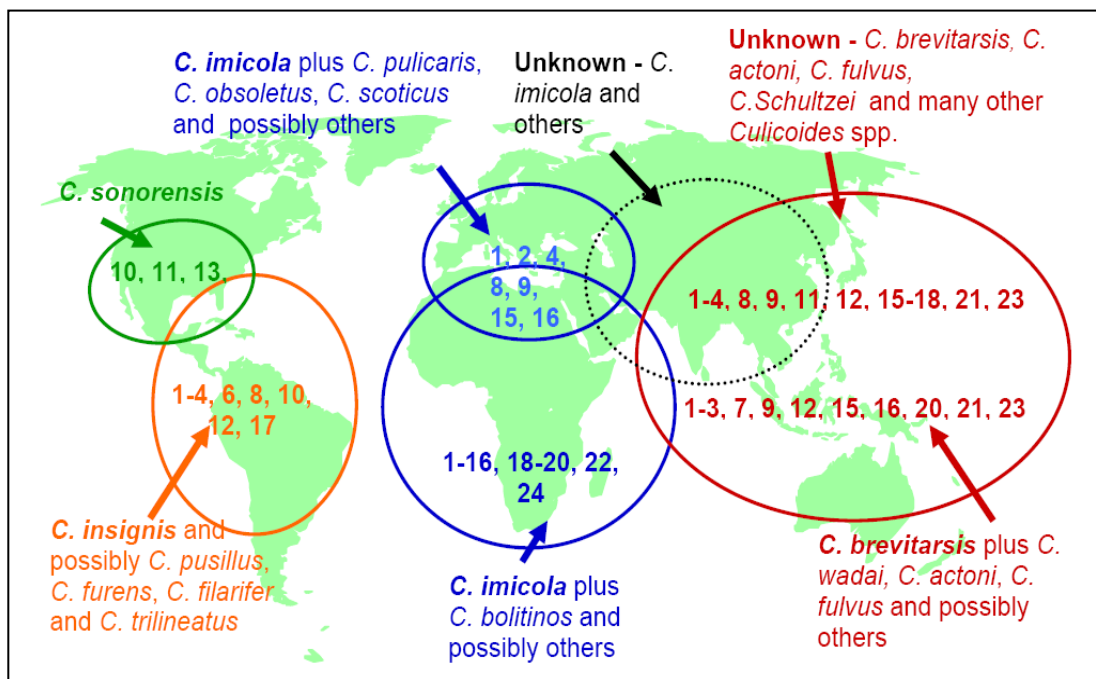 C. imicola plus C. pulicaris,
C. obsoletus, C. scoticus
and possibly others
Unknown - C.
imicola and
others
Unknown - C. brevitarsis, C.
actoni, C. fulvus,
C.Schultzei and many other
Culicoides spp.
C. sonorensis
10, 11, 13,
1, 2, 4,
8, 9,
15, 16
1-4, 8, 9, 11, 12, 15-18, 21, 23
1-4, 6, 8, 10,
12, 17
1-3, 7, 9, 12, 15, 16, 20, 21, 23
1-16, 18-20, 22,
24
C. insignis and
possibly C. pusillus,
C. furens, C. filarifer
and C. trilineatus
C. imicola plus
C. bolitinos and
possibly others
C. brevitarsis plus C.
wadai, C. actoni, C.
fulvus and possibly
others